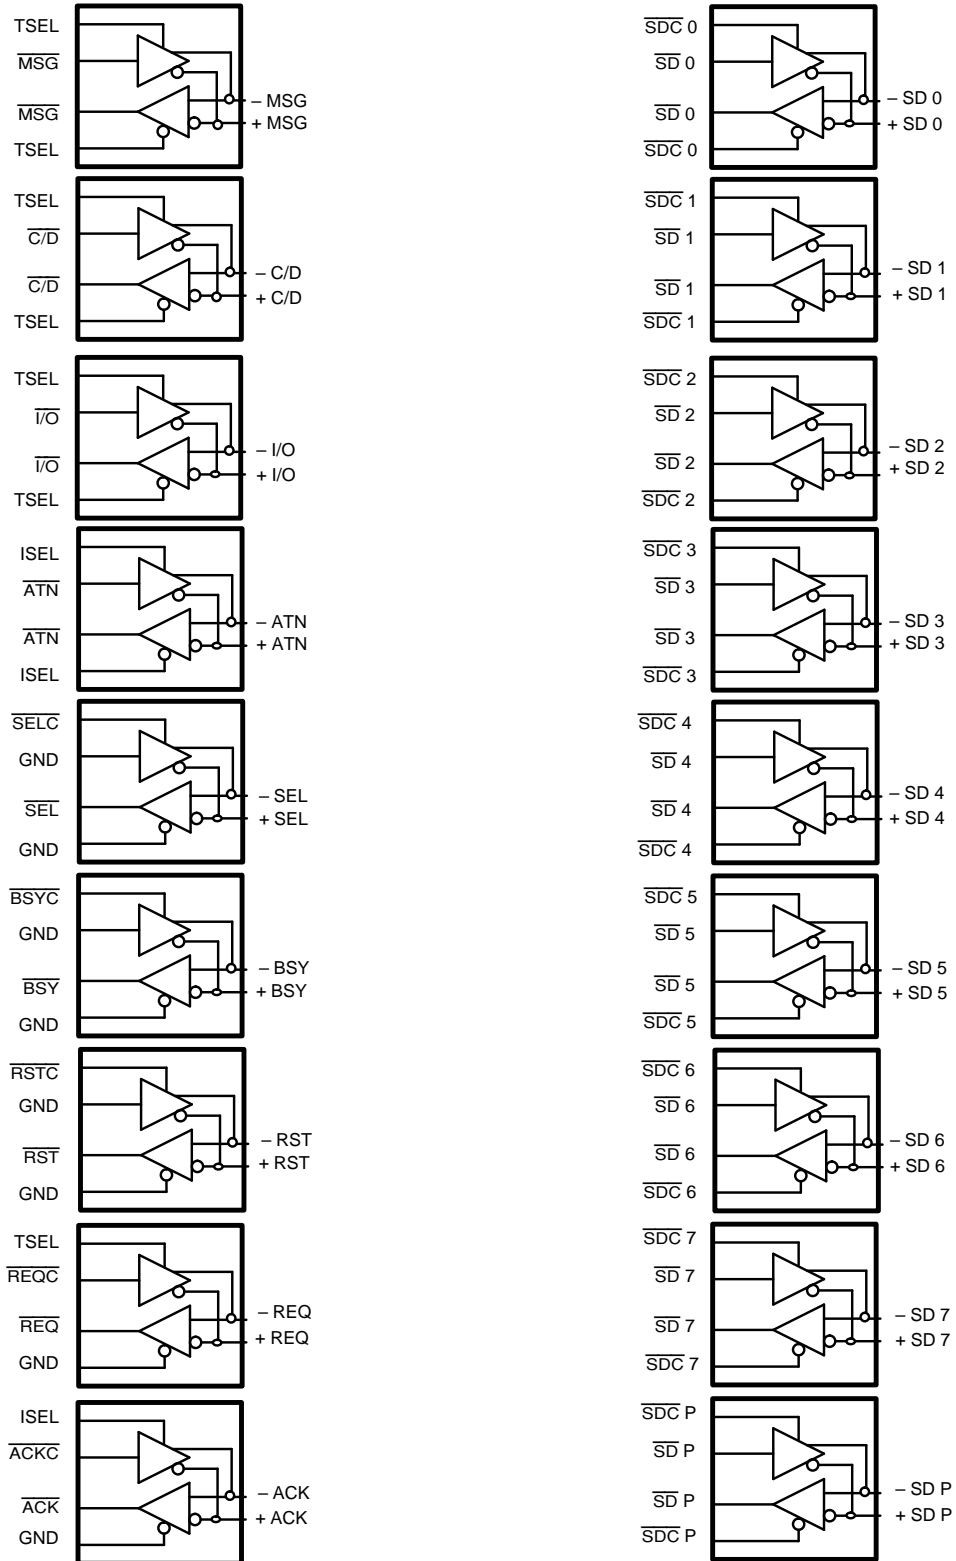 TSEL
MSG
MSG
TSEL
– MSG
+ MSG
TSEL
C/D
C/D
TSEL
– C/D
+ C/D
TSEL
I/O
I/O
TSEL
– I/O
+ I/O
ISEL
ATN
ATN
ISEL
– ATN
+ ATN
SELC
GND
SEL
GND
– SEL
+ SEL
BSYC
GND
BSY
GND
– BSY
+ BSY
RSTC
GND
RST
GND
– RST
+ RST
TSEL
REQC
REQ
GND
– REQ
+ REQ
ISEL
ACKC
ACK
GND
– ACK
+ ACK
SDC 0
SD 0
SD 0
SDC 0
– SD 0
+ SD 0
SDC 1
SD 1
SD 1
SDC 1
– SD 1
+ SD 1
SDC 2
SD 2
SD 2
SDC 2
– SD 2
+ SD 2
SDC 3
SD 3
SD 3
SDC 3
– SD 3
+ SD 3
SDC 4
SD 4
SD 4
SDC 4
– SD 4
+ SD 4
SDC 5
SD 5
SD 5
SDC 5
– SD 5
+ SD 5
SDC 6
SD 6
SD 6
SDC 6
– SD 6
+ SD 6
SDC 7
SD 7
SD 7
SDC 7
– SD 7
+ SD 7
SDC P
SD P
SD P
SDC P
– SD P
+ SD P